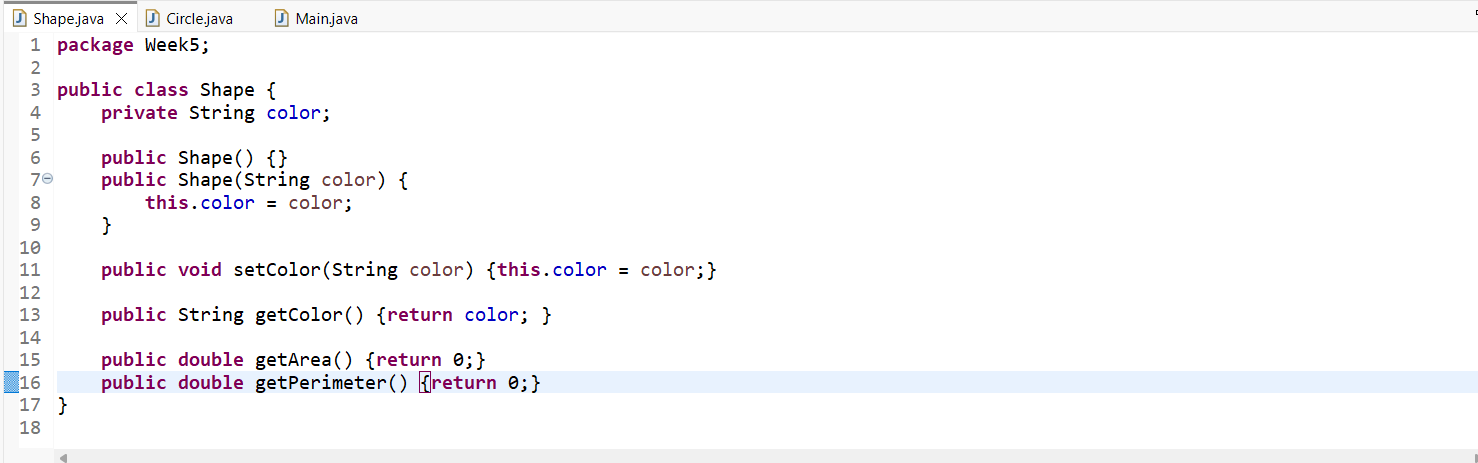 Shape.java Circle.java Main.java
1 package Week5;
2
3 public class Shape {
4     private String color;
5
6     public Shape() {}
7     public Shape(String color) {
8         this.color = color;
9     }
10
11     public void setColor(String color) {this.color = color;}
12
13     public String getColor() {return color; }
14
15     public double getArea() {return 0;}
16     public double getPerimeter() {return 0;}
17 }
18